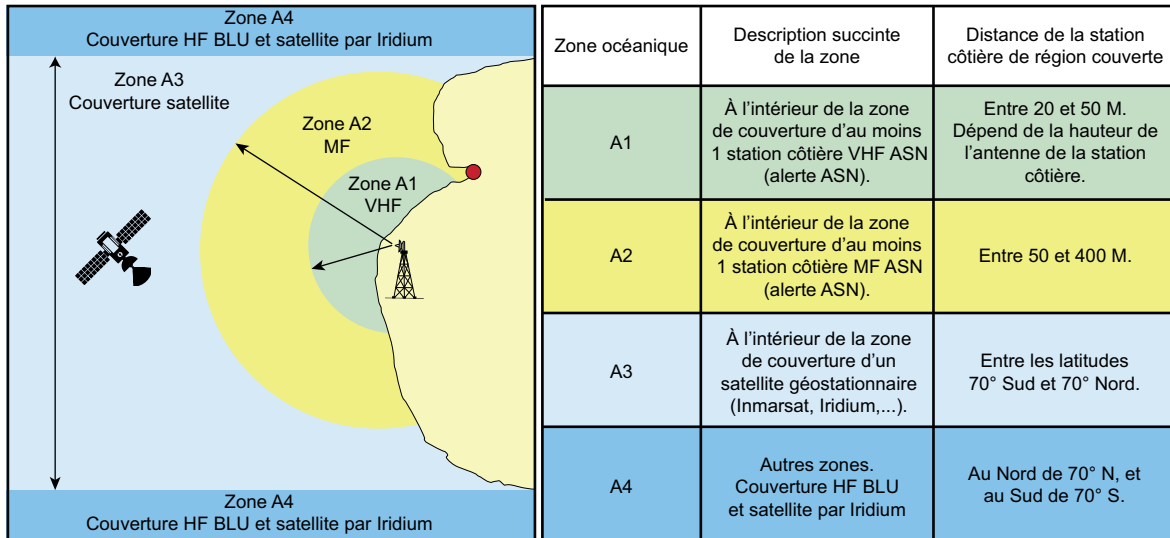 Zone A4
Couverture HF BLU et satellite par Iridium
Zone A3
Couverture satellite
Zone A2
MF
Zone A1
VHF
Zone A4
Couverture HF BLU et satellite par Iridium
Zone océanique
Description succincte
de la zone
Distance de la station
côtière de région couverte
A1
À l'intérieur de la zone
de couverture d'au moins
1 station côtière VHF ASN
(alerte ASN).
Entre 20 et 50 M.
Dépend de la hauteur de
l'antenne de la station
côtière.
A2
À l'intérieur de la zone
de couverture d'au moins
1 station côtière MF ASN
(alerte ASN).
Entre 50 et 400 M.
A3
À l'intérieur de la zone
de couverture d'un
satellite géostationnaire
(Inmarsat, Iridium,...).
Entre les latitudes
70° Sud et 70° Nord.
A4
Autres zones.
Couverture HF BLU
et satellite par Iridium
Au Nord de 70° N, et
au Sud de 70° S.